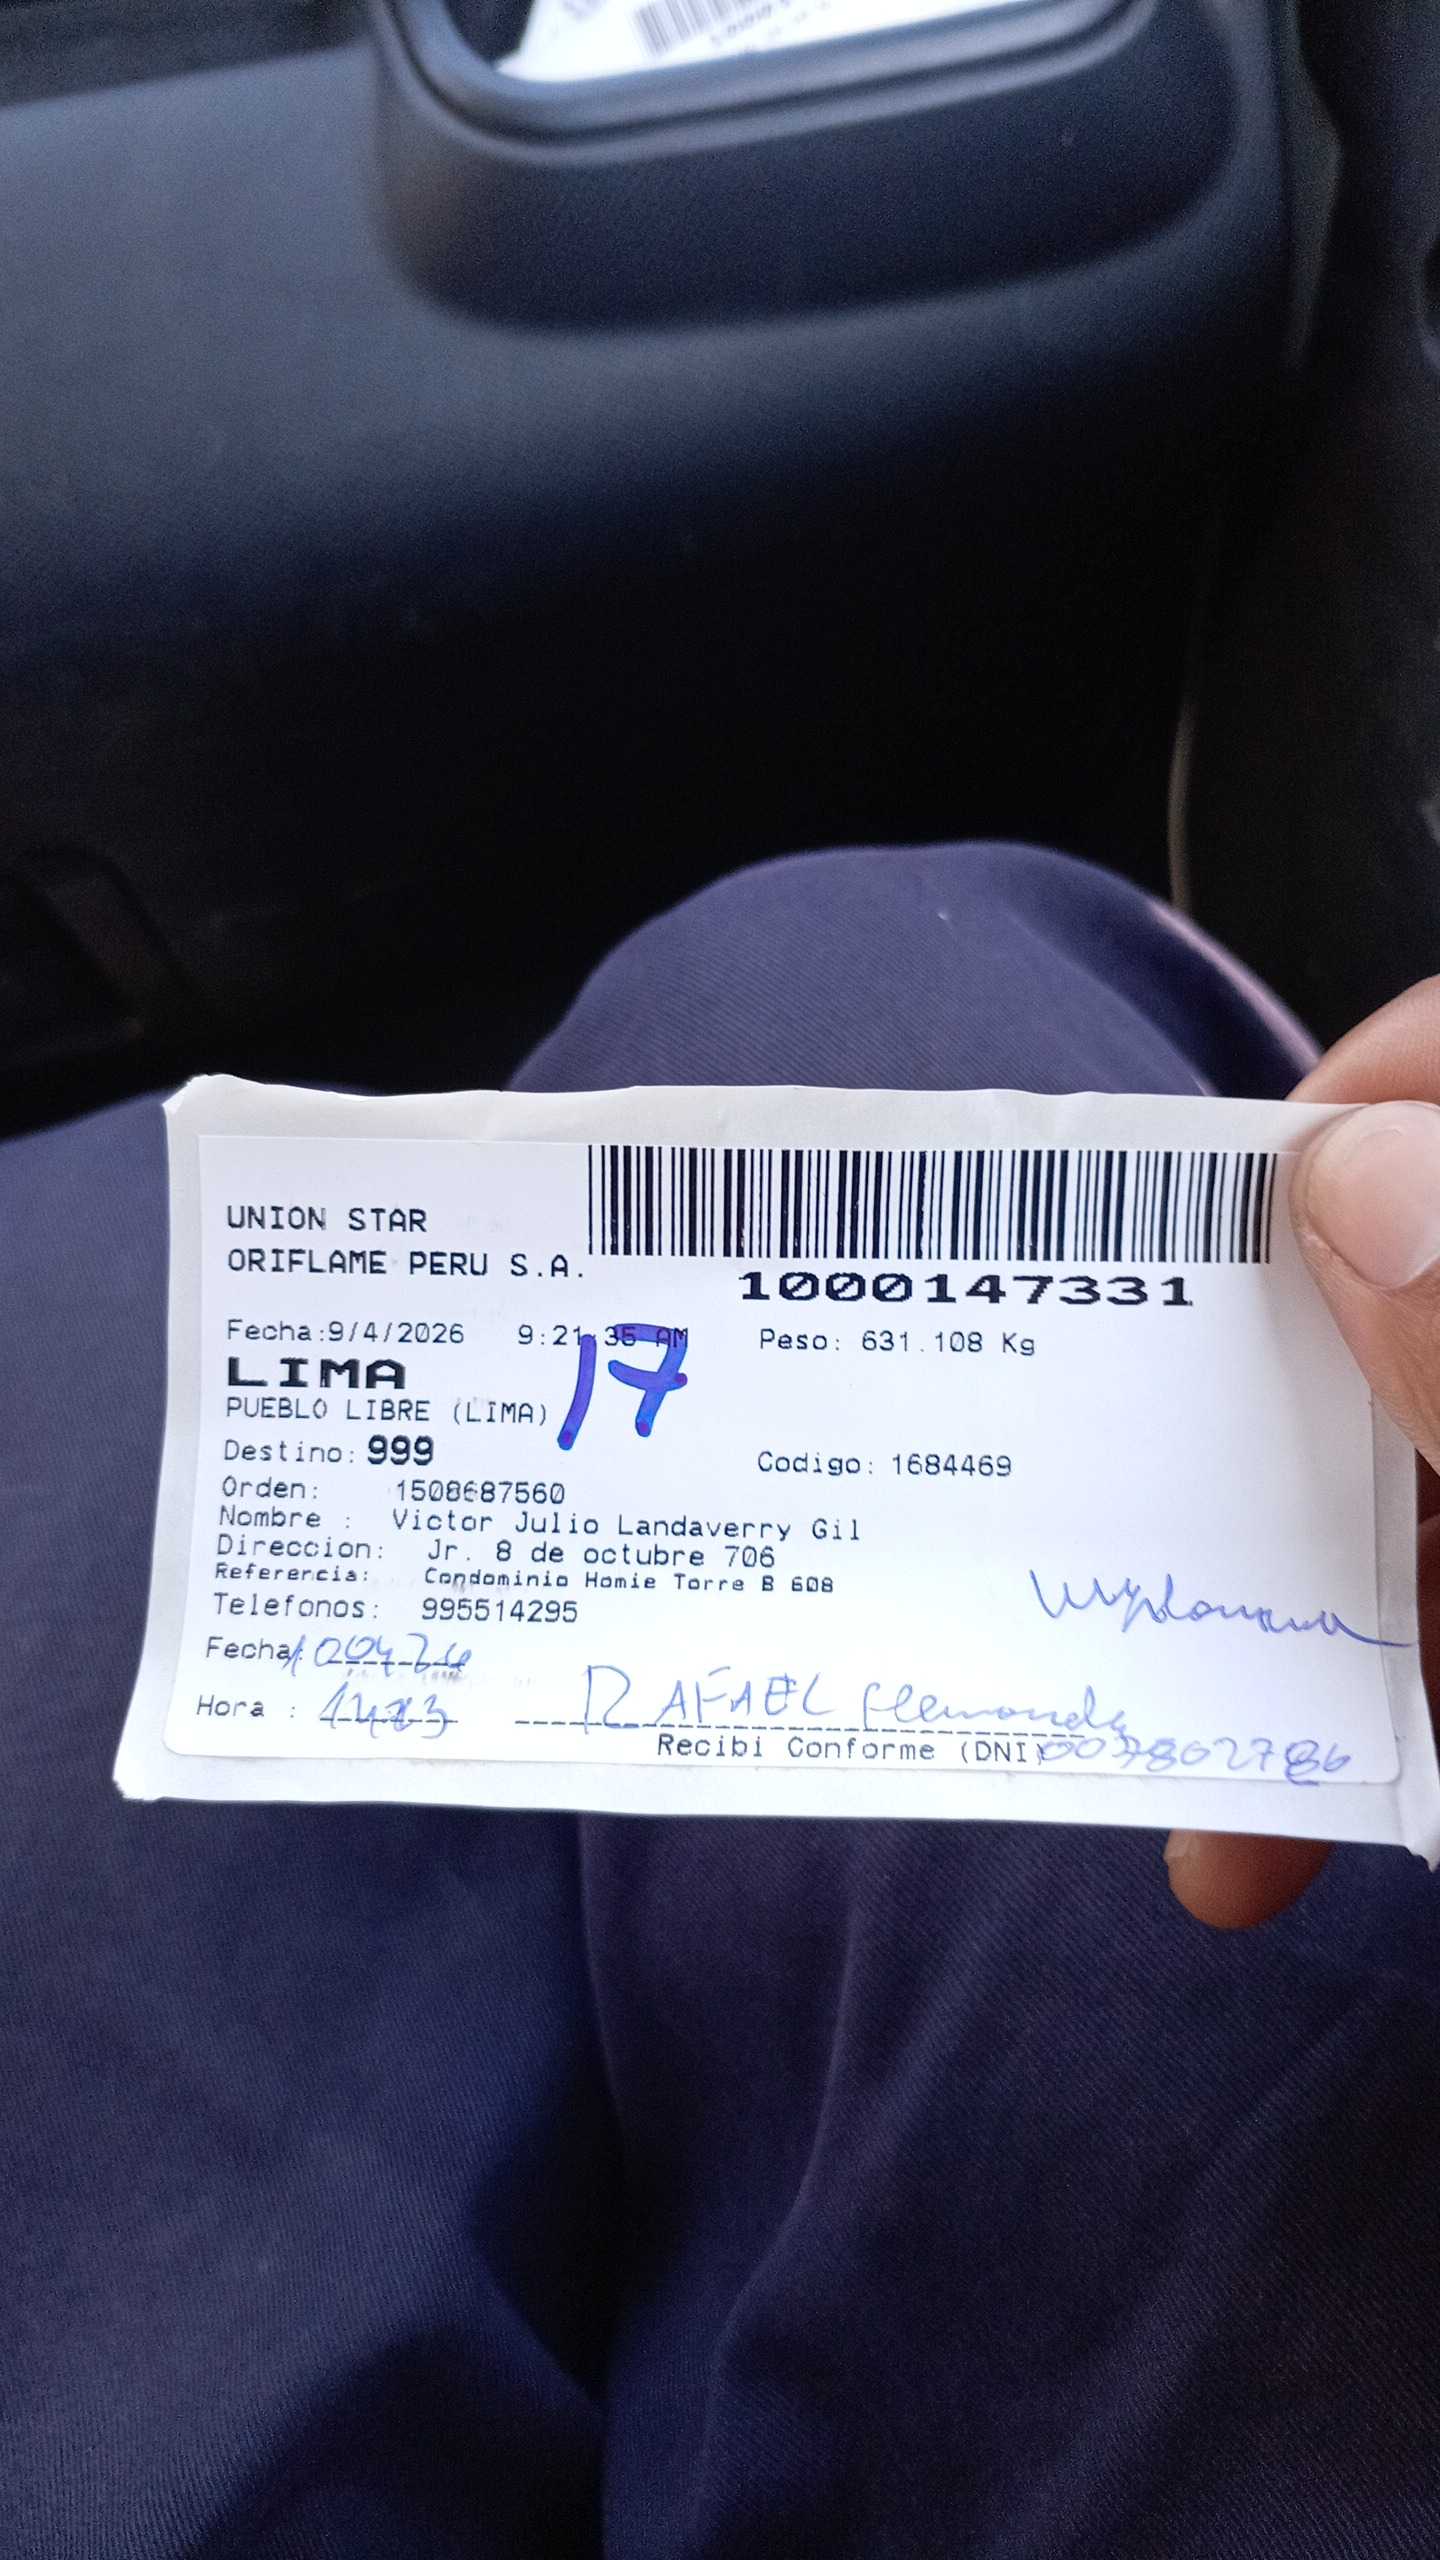 UNION STAR
ORIFLAME PERU S.A.
1000147331
Fecha:9/4/2026 9:21:35 AM Peso: 631.108 Kg
17
LIMA
PUEBLO LIBRE (LIMA)
Destino: 999 Codigo: 1684469
Orden: 1508687560
Nombre : Victor Julio Landaverry Gil
Direccion: Jr. 8 de octubre 706
Referencia: Condominio Homie Torre B 608
Telefonos: 995514295
Fecha:
Hora :
RAFAEL
Recibi Conforme (DNI)